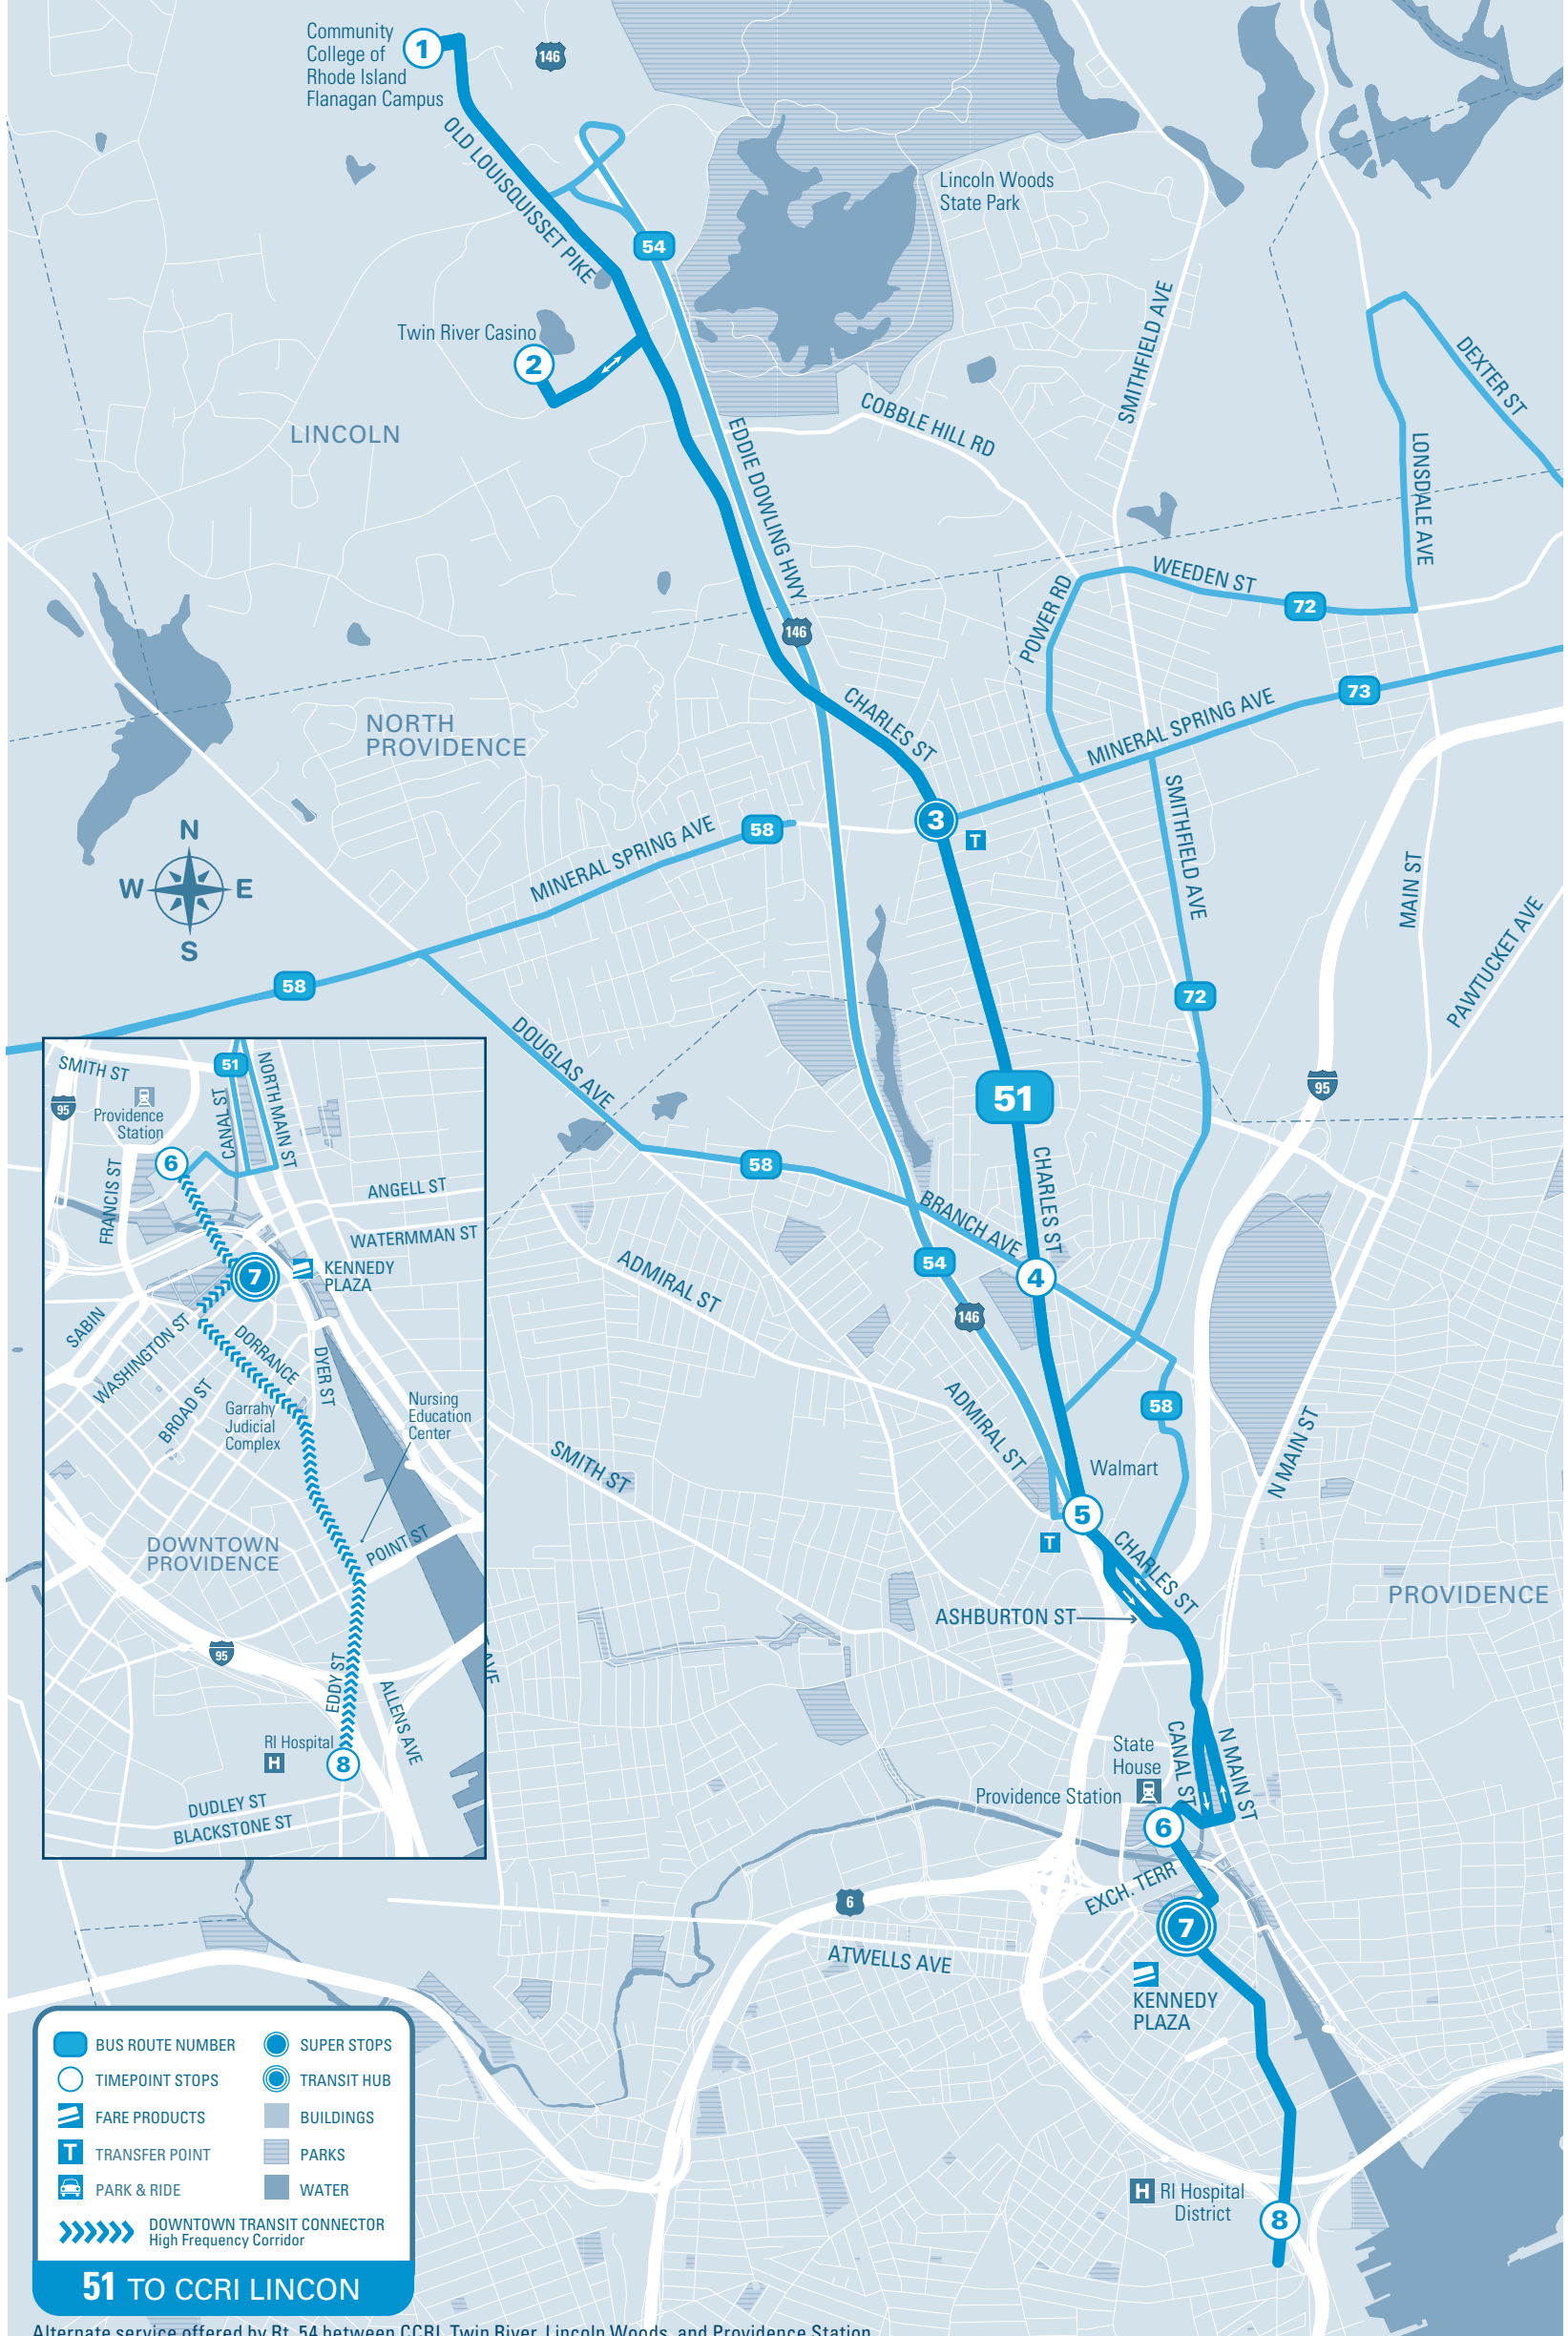 Community
College of
Rhode Island
Flanagan Campus
1
146
OLD LOUISQUISSET PIKE
Lincoln Woods
State Park
54
SMITHFIELD AVE
Twin River Casino
2
DEXTER ST
COBBLE HILL RD
LINCOLN
EDDIE DOWLING HWY
LONSDALE AVE
WEEDEN ST
72
POWER RD
146
73
MINERAL SPRING AVE
CHARLES ST
NORTH
PROVIDENCE
3
T
SMITHFIELD AVE
58
MINERAL SPRING AVE
MAIN ST
PAWTUCKET AVE
N
W
E
S
58
72
DOUGLAS AVE
51
95
58
CHARLES ST
BRANCH AVE
54
4
ADMIRAL ST
146
ADMIRAL ST
58
N MAIN ST
SMITH ST
Walmart
5
T
CHARLES ST
PROVIDENCE
ASHBURTON ST
AVE
State
House
CANAL ST
N MAIN ST
Providence Station
6
EXCH. TERR
6
7
ATWELLS AVE
KENNEDY
PLAZA
H RI Hospital
District
8
SMITH ST
51
NORTH MAIN ST
95
Providence
Station
CANAL ST
6
FRANCIS ST
ANGELL ST
WATERMMAN ST
7
KENNEDY
PLAZA
SABIN
WASHINGTON ST
DORRANCE
DYER ST
BROAD ST
Garrahy
Judicial
Complex
Nursing
Education
Center
DOWNTOWN
PROVIDENCE
POINT ST
95
EDDY ST
ALLENS AVE
RI Hospital
H
8
DUDLEY ST
BLACKSTONE ST
BUS ROUTE NUMBER
SUPER STOPS
TIMEPOINT STOPS
TRANSIT HUB
FARE PRODUCTS
BUILDINGS
T TRANSFER POINT
PARKS
PARK & RIDE
WATER
DOWNTOWN TRANSIT CONNECTOR
High Frequency Corridor
51 TO CCRI LINCON
Alternate service offered by Rt. 54 between CCRI, Twin River, Lincoln Woods, and Providence Station